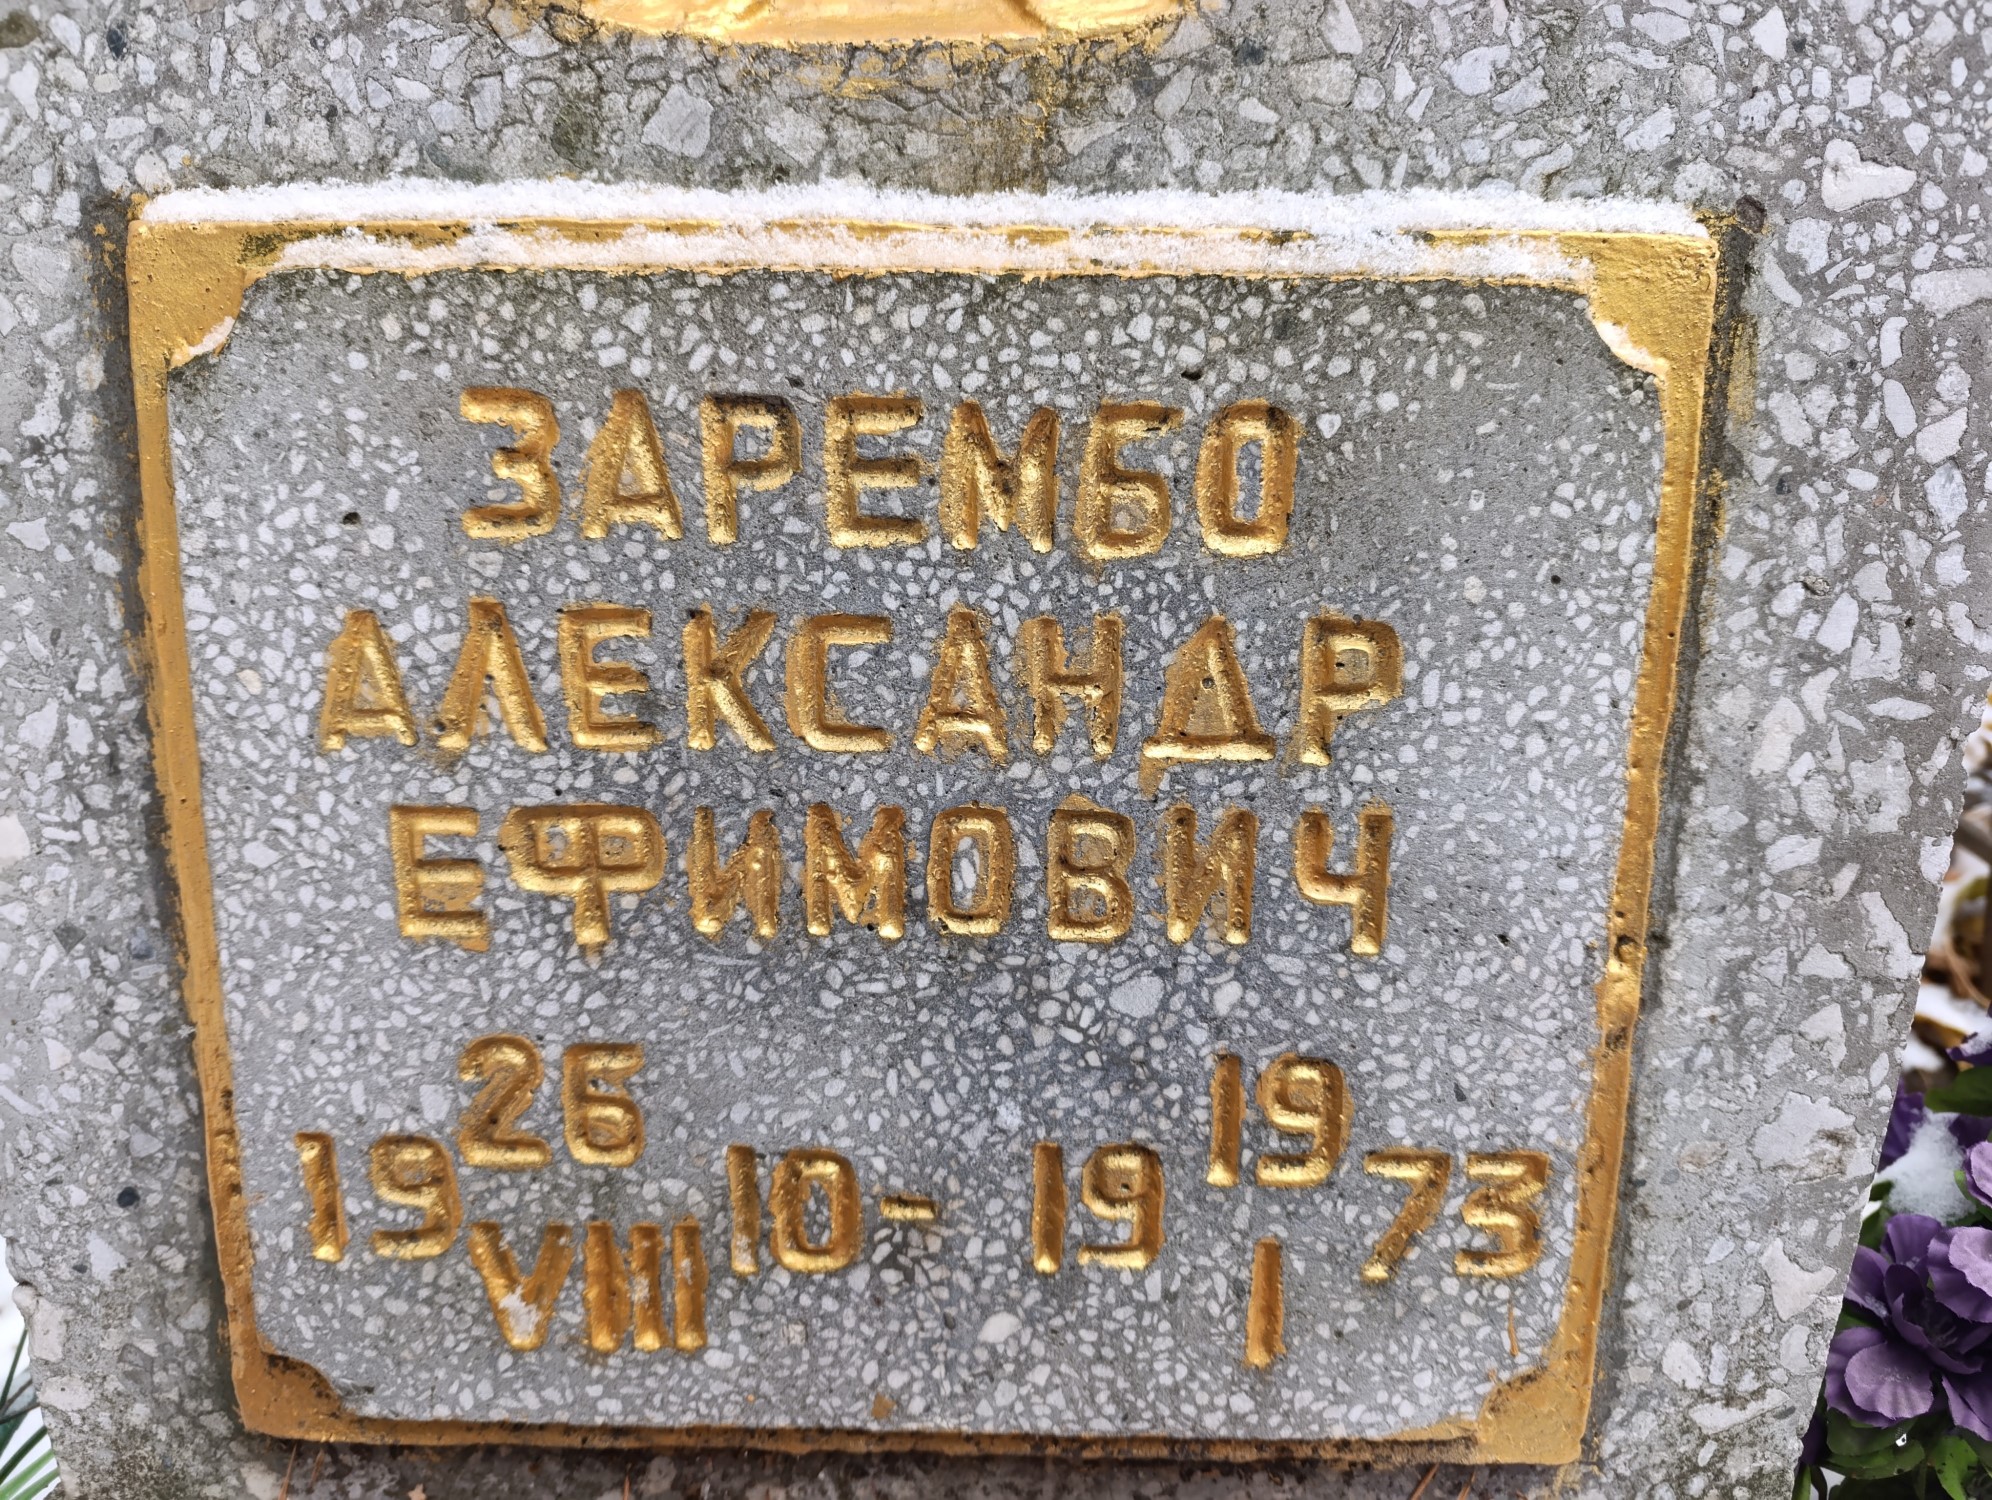 ЗАРЕМБО
АЛЕКСАНДР
ЕФИМОВИЧ
26 19
19 10 - 19 73
VIII I